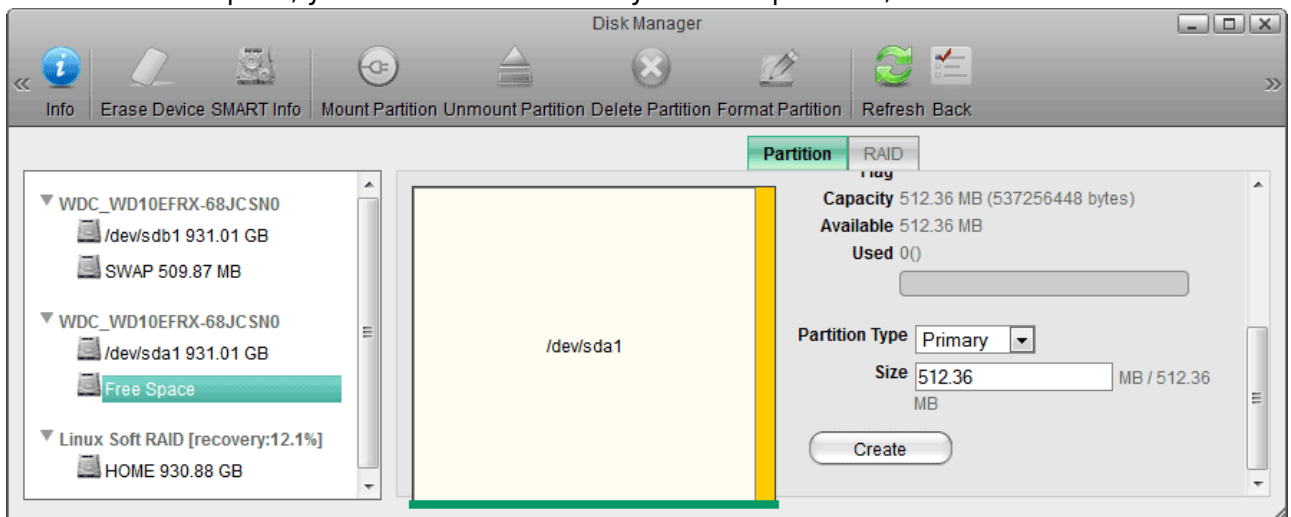 Disk Manager
Info Erase Device SMART Info Mount Partition Unmount Partition Delete Partition Format Partition Refresh Back
Partition RAID
WDC_WD10EFRX-68JCSN0
/dev/sdb1 931.01 GB
SWAP 509.87 MB
WDC_WD10EFRX-68JCSN0
/dev/sda1 931.01 GB
Free Space
Linux Soft RAID [recovery:12.1%]
HOME 930.88 GB
/dev/sda1
Capacity 512.36 MB (537256448 bytes)
Available 512.36 MB
Used 0()
Partition Type Primary
Size 512.36 MB / 512.36
MB
Create